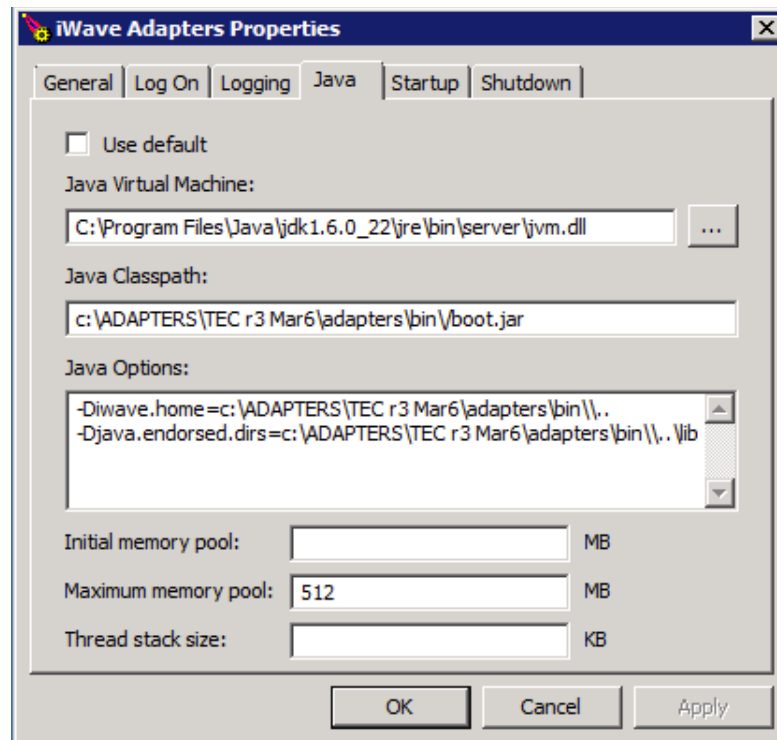 iWave Adapters Properties
General Log On Logging Java Startup Shutdown
Use default
Java Virtual Machine:
C:\Program Files\Java\jdk1.6.0_22\jre\bin\server\jvm.dll ...
Java Classpath:
c:\ADAPTERS\TEC r3 Mar6\adapters\bin\/boot.jar
Java Options:
-Diwave.home=c:\ADAPTERS\TEC r3 Mar6\adapters\bin\\..
-Djava.endorsed.dirs=c:\ADAPTERS\TEC r3 Mar6\adapters\bin\\..\lib
Initial memory pool: MB
Maximum memory pool: 512 MB
Thread stack size: KB
OK Cancel Apply